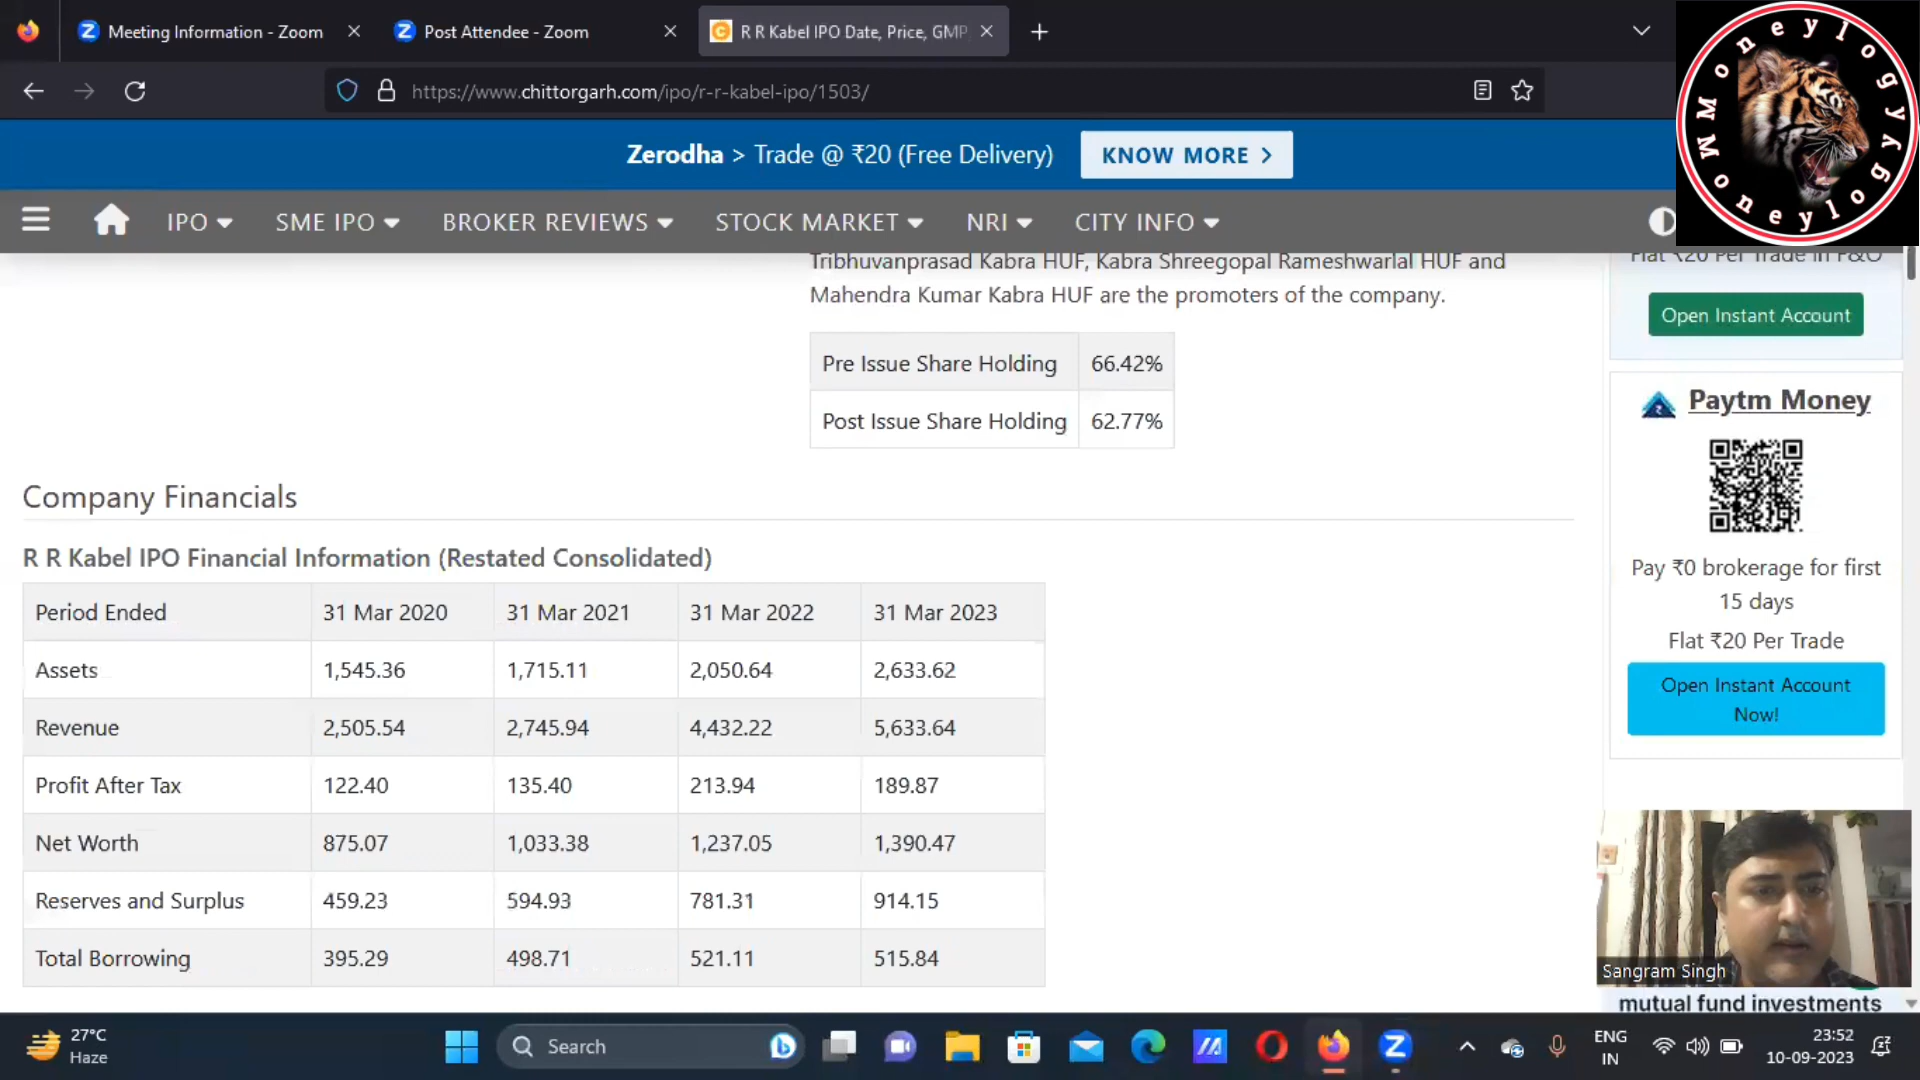 Meeting Information - Zoom
Post Attendee - Zoom
R R Kabel IPO Date, Price, GMP
https://www.chittorgarh.com/ipo/r-r-kabel-ipo/1503/
MMoneylogyyy
Moneylogy
Zerodha > Trade @ ₹20 (Free Delivery)
KNOW MORE >
IPO
SME IPO
BROKER REVIEWS
STOCK MARKET
NRI
CITY INFO
Tribhuvanprasad Kabra HUF, Kabra Shreegopal Rameshwarlal HUF and
Mahendra Kumar Kabra HUF are the promoters of the company.
Pre Issue Share Holding 66.42%
Post Issue Share Holding 62.77%
Flat ₹20 Per Trade in F&O
Open Instant Account
Paytm Money
Pay ₹0 brokerage for first
15 days
Flat ₹20 Per Trade
Open Instant Account
Now!
Company Financials
R R Kabel IPO Financial Information (Restated Consolidated)
Period Ended 31 Mar 2020 31 Mar 2021 31 Mar 2022 31 Mar 2023
Assets 1,545.36 1,715.11 2,050.64 2,633.62
Revenue 2,505.54 2,745.94 4,432.22 5,633.64
Profit After Tax 122.40 135.40 213.94 189.87
Net Worth 875.07 1,033.38 1,237.05 1,390.47
Reserves and Surplus 459.23 594.93 781.31 914.15
Total Borrowing 395.29 498.71 521.11 515.84
Sangram Singh
mutual fund investments
27°C
Haze
Search
ENG
IN
23:52
10-09-2023